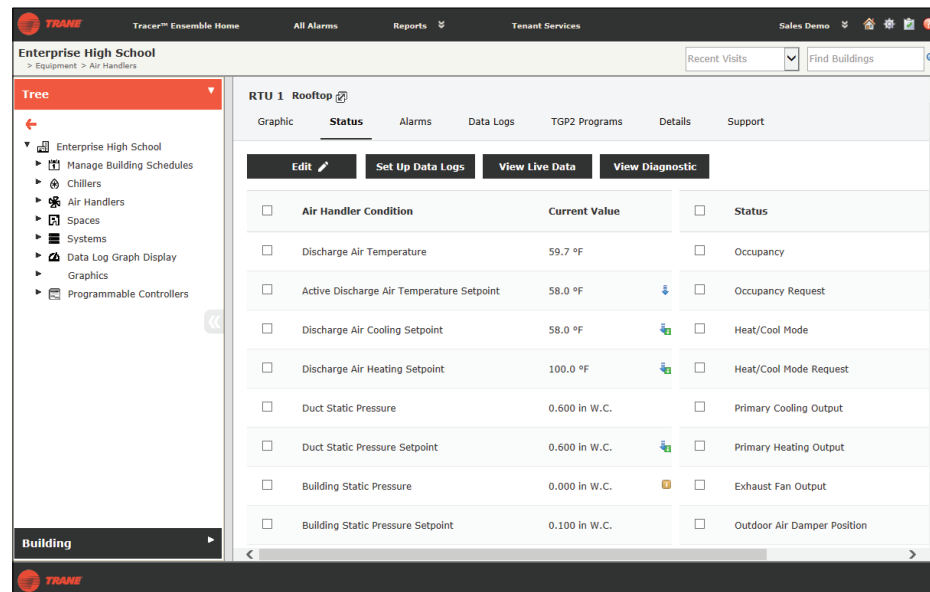 TRANE Tracer™ Ensemble Home All Alarms Reports Tenant Services Sales Demo
Enterprise High School
> Equipment > Air Handlers
Recent Visits
Find Buildings
Tree
Enterprise High School
Manage Building Schedules
Chillers
Air Handlers
Spaces
Systems
Data Log Graph Display
Graphics
Programmable Controllers
Building
RTU 1 Rooftop
Graphic Status Alarms Data Logs TGP2 Programs Details Support
Edit Set Up Data Logs View Live Data View Diagnostic
Air Handler Condition Current Value Status
Discharge Air Temperature 59.7 ºF Occupancy
Active Discharge Air Temperature Setpoint 58.0 ºF Occupancy Request
Discharge Air Cooling Setpoint 58.0 ºF Heat/Cool Mode
Discharge Air Heating Setpoint 100.0 ºF Heat/Cool Mode Request
Duct Static Pressure 0.600 in W.C. Primary Cooling Output
Duct Static Pressure Setpoint 0.600 in W.C. Primary Heating Output
Building Static Pressure 0.000 in W.C. Exhaust Fan Output
Building Static Pressure Setpoint 0.100 in W.C. Outdoor Air Damper Position
TRANE